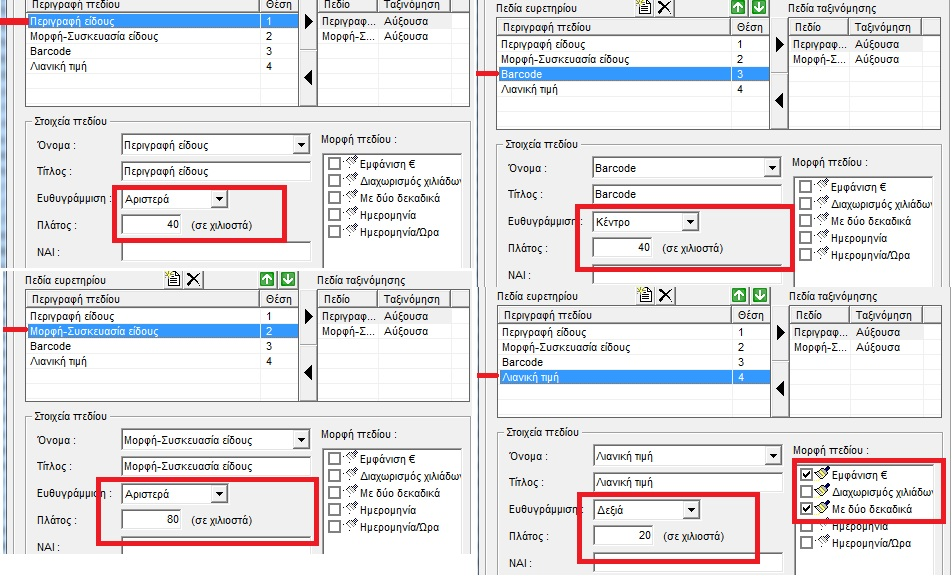 Περιγραφή πεδίου Θέση Πεδίο Ταξινόμηση
Περιγραφή είδους 1 Περιγραφ... Αύξουσα
Μορφή-Συσκευασία είδους 2 Μορφή-Σ... Αύξουσα
Barcode 3
Λιανική τιμή 4
Στοιχεία πεδίου
Όνομα : Περιγραφή είδους Μορφή πεδίου :
Τίτλος : Περιγραφή είδους Εμφάνιση €
Διαχωρισμός χιλιάδων
Ευθυγράμμιση: Αριστερά Με δύο δεκαδικά
Πλάτος : 40 (σε χιλιοστά) Ημερομηνία
Ημερομηνία/Ώρα
ΝΑΙ :
Πεδία ευρετηρίου Πεδία ταξινόμησης
Περιγραφή πεδίου Θέση Πεδίο Ταξινόμηση
Περιγραφή είδους 1 Περιγραφ... Αύξουσα
Μορφή-Συσκευασία είδους 2 Μορφή-Σ... Αύξουσα
Barcode 3
Λιανική τιμή 4
Στοιχεία πεδίου
Όνομα : Barcode Μορφή πεδίου :
Τίτλος : Barcode Εμφάνιση €
Διαχωρισμός χιλιάδων
Ευθυγράμμιση: Κέντρο Με δύο δεκαδικά
Πλάτος : 40 (σε χιλιοστά) Ημερομηνία
Ημερομηνία/Ώρα
ΝΑΙ :
Πεδία ευρετηρίου Πεδία ταξινόμησης
Περιγραφή πεδίου Θέση Πεδίο Ταξινόμηση
Περιγραφή είδους 1 Περιγραφ... Αύξουσα
Μορφή-Συσκευασία είδους 2 Μορφή-Σ... Αύξουσα
Barcode 3
Λιανική τιμή 4
Στοιχεία πεδίου
Όνομα : Μορφή-Συσκευασία είδους Μορφή πεδίου :
Τίτλος : Μορφή-Συσκευασία είδους Εμφάνιση €
Διαχωρισμός χιλιάδων
Ευθυγράμμιση: Αριστερά Με δύο δεκαδικά
Πλάτος : 80 (σε χιλιοστά) Ημερομηνία
Ημερομηνία/Ώρα
ΝΑΙ :
Πεδία ευρετηρίου Πεδία ταξινόμησης
Περιγραφή πεδίου Θέση Πεδίο Ταξινόμηση
Περιγραφή είδους 1 Περιγραφ... Αύξουσα
Μορφή-Συσκευασία είδους 2 Μορφή-Σ... Αύξουσα
Barcode 3
Λιανική τιμή 4
Στοιχεία πεδίου
Όνομα : Λιανική τιμή Μορφή πεδίου :
Τίτλος : Λιανική τιμή Εμφάνιση €
Διαχωρισμός χιλιάδων
Ευθυγράμμιση: Δεξιά Με δύο δεκαδικά
Πλάτος : 20 (σε χιλιοστά) Ημερομηνία
Ημερομηνία/Ώρα
ΝΑΙ :